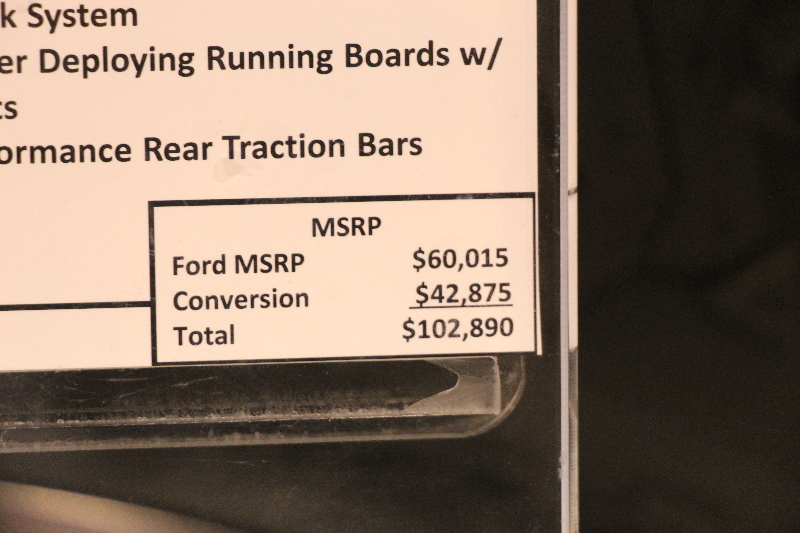 k System
er Deploying Running Boards w/
ts
ormance Rear Traction Bars
MSRP
Ford MSRP $60,015
Conversion $42,875
Total $102,890